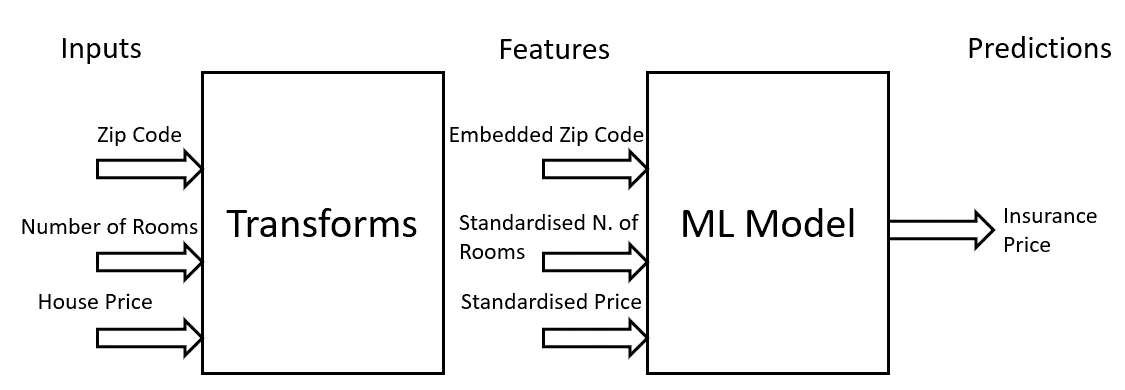 Inputs
Features
Predictions
Zip Code
Number of Rooms
House Price
Transforms
Embedded Zip Code
Standardised N. of
Rooms
Standardised Price
ML Model
Insurance
Price